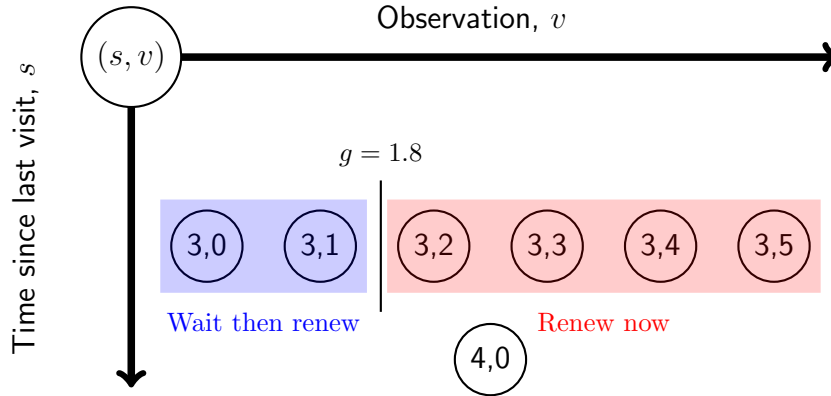 Observation, v
(s, v)
Time since last visit, s
g = 1.8
3,0 3,1 3,2 3,3 3,4 3,5
Wait then renew Renew now
4,0